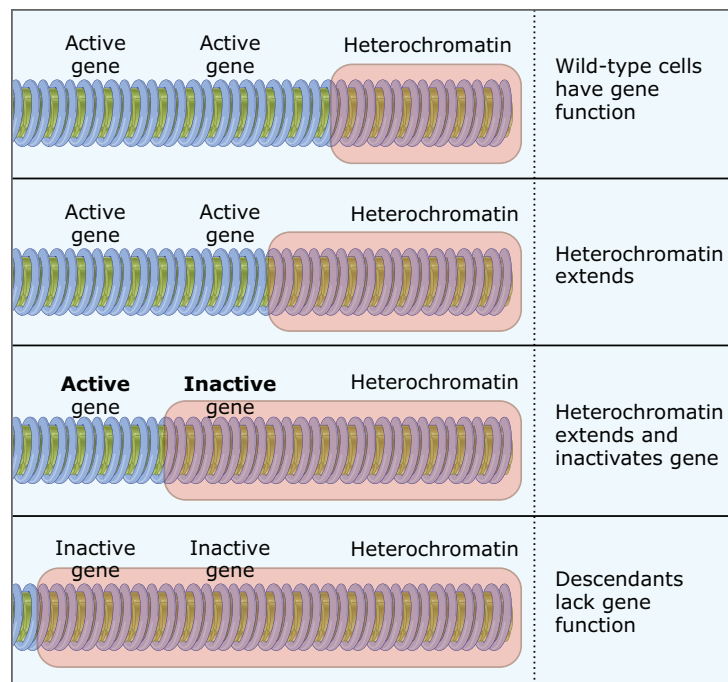 Active
gene
Active
gene
Heterochromatin
Wild-type cells
have gene
function
Active
gene
Active
gene
Heterochromatin
Heterochromatin
extends
Active
gene
Inactive
gene
Heterochromatin
Heterochromatin
extends and
inactivates gene
Inactive
gene
Inactive
gene
Heterochromatin
Descendants
lack gene
function